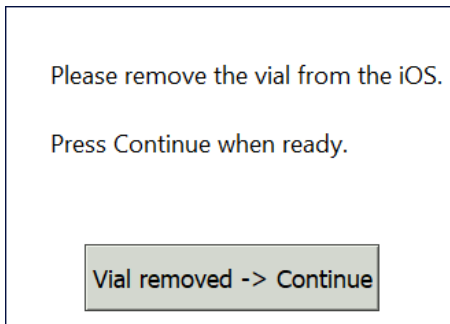 Please remove the vial from the iOS.
Press Continue when ready.
Vial removed -> Continue